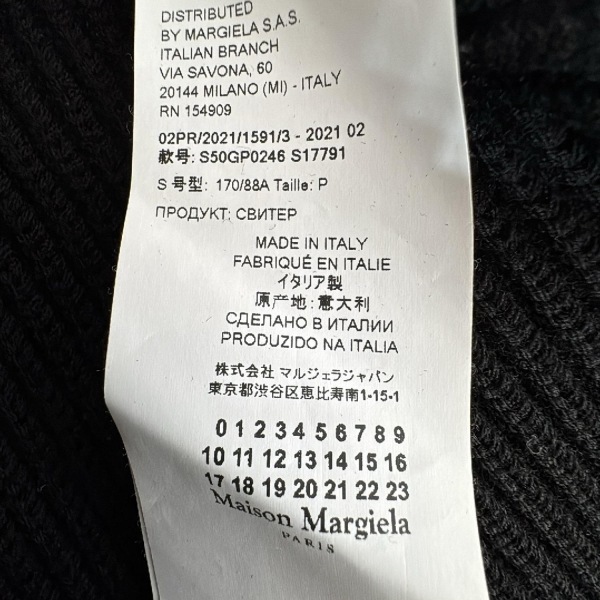 DISTRIBUTED
BY MARGIELA S.A.S.
ITALIAN BRANCH
VIA SAVONA, 60
20144 MILANO (MI) - ITALY
RN 154909
02PR/2021/1591/3 - 2021 02
款号: S50GP0246 S17791
S 号型: 170/88A Taille: P
ПРОДУКТ: СВИТЕР
MADE IN ITALY
FABRIQUÉ EN ITALIE
イタリア製
原产地:意大利
СДЕЛАНО В ИТАЛИИ
PRODUZIDO NA ITALIA
株式会社 マルジェラジャパン
東京都渋谷区恵比寿南1-15-1
0 1 2 3 4 5 6 7 8 9
10 11 12 13 14 15 16
17 18 19 20 21 22 23
Maison Margiela
PARIS